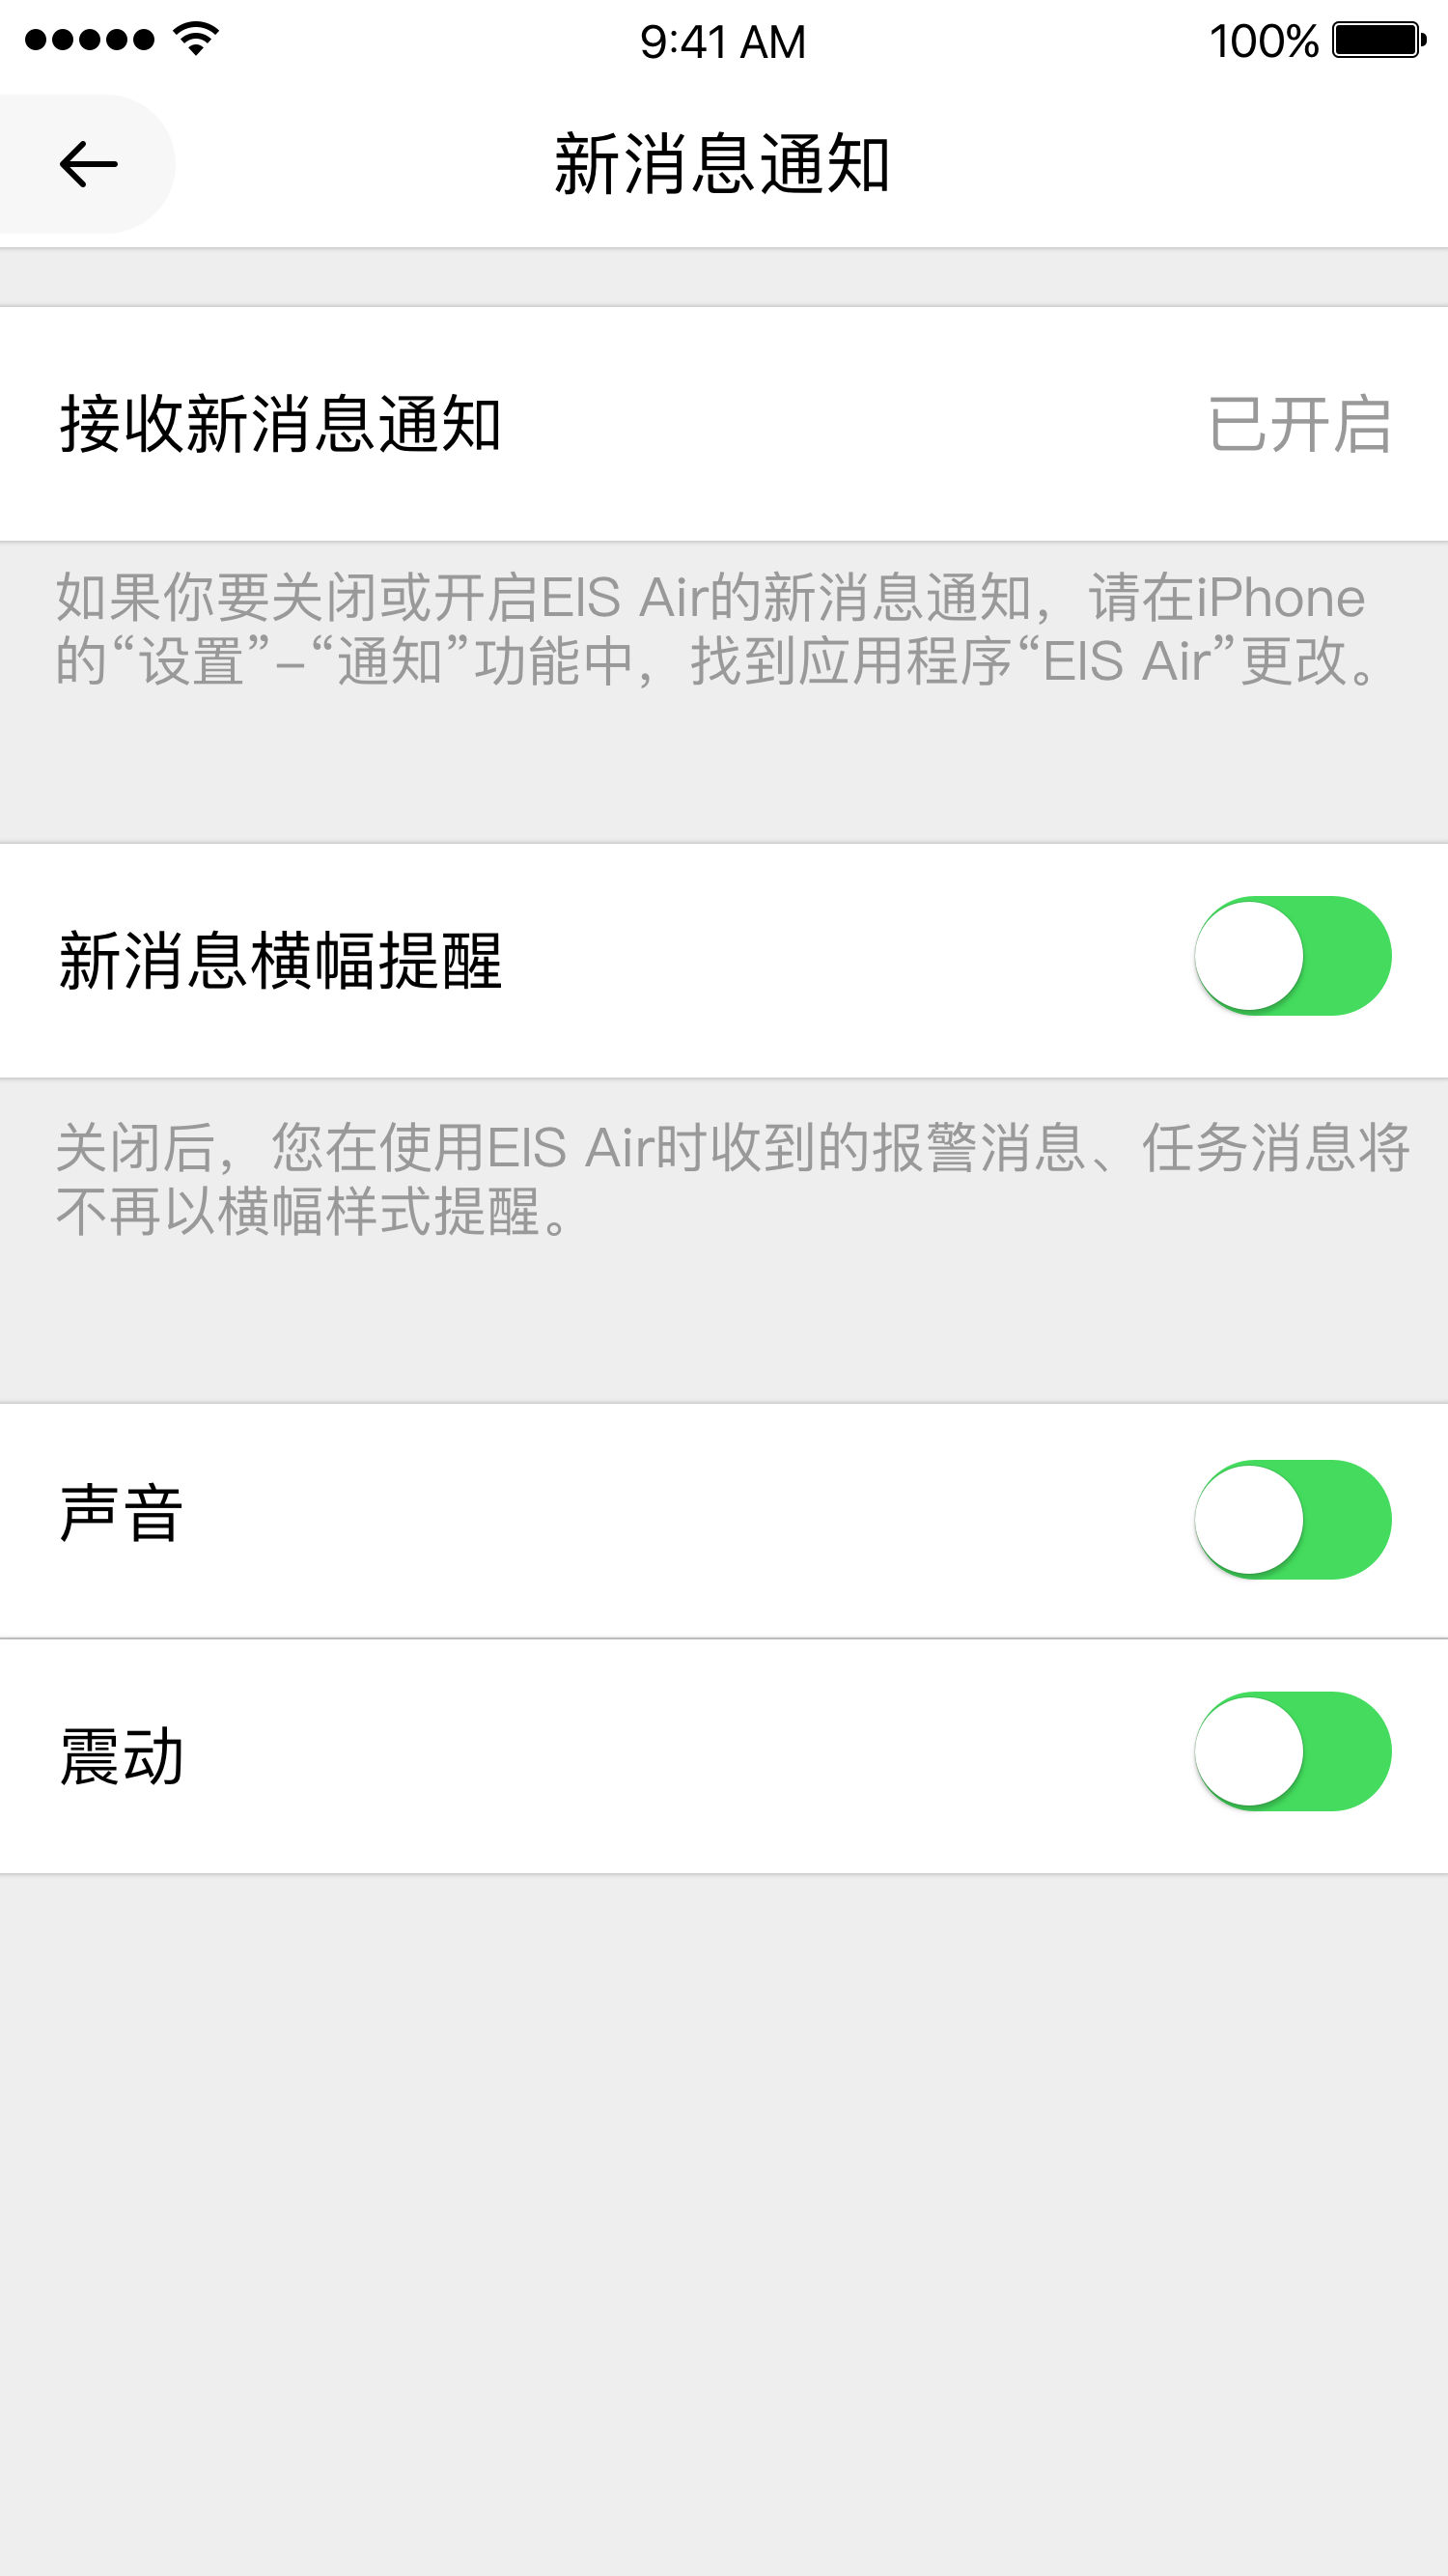 9:41 AM
100%
新消息通知
接收新消息通知
已开启
如果你要关闭或开启EIS Air的新消息通知，请在iPhone
的“设置”–“通知”功能中，找到应用程序“EIS Air”更改。
新消息横幅提醒
关闭后，您在使用EIS Air时收到的报警消息、任务消息将
不再以横幅样式提醒。
声音
震动